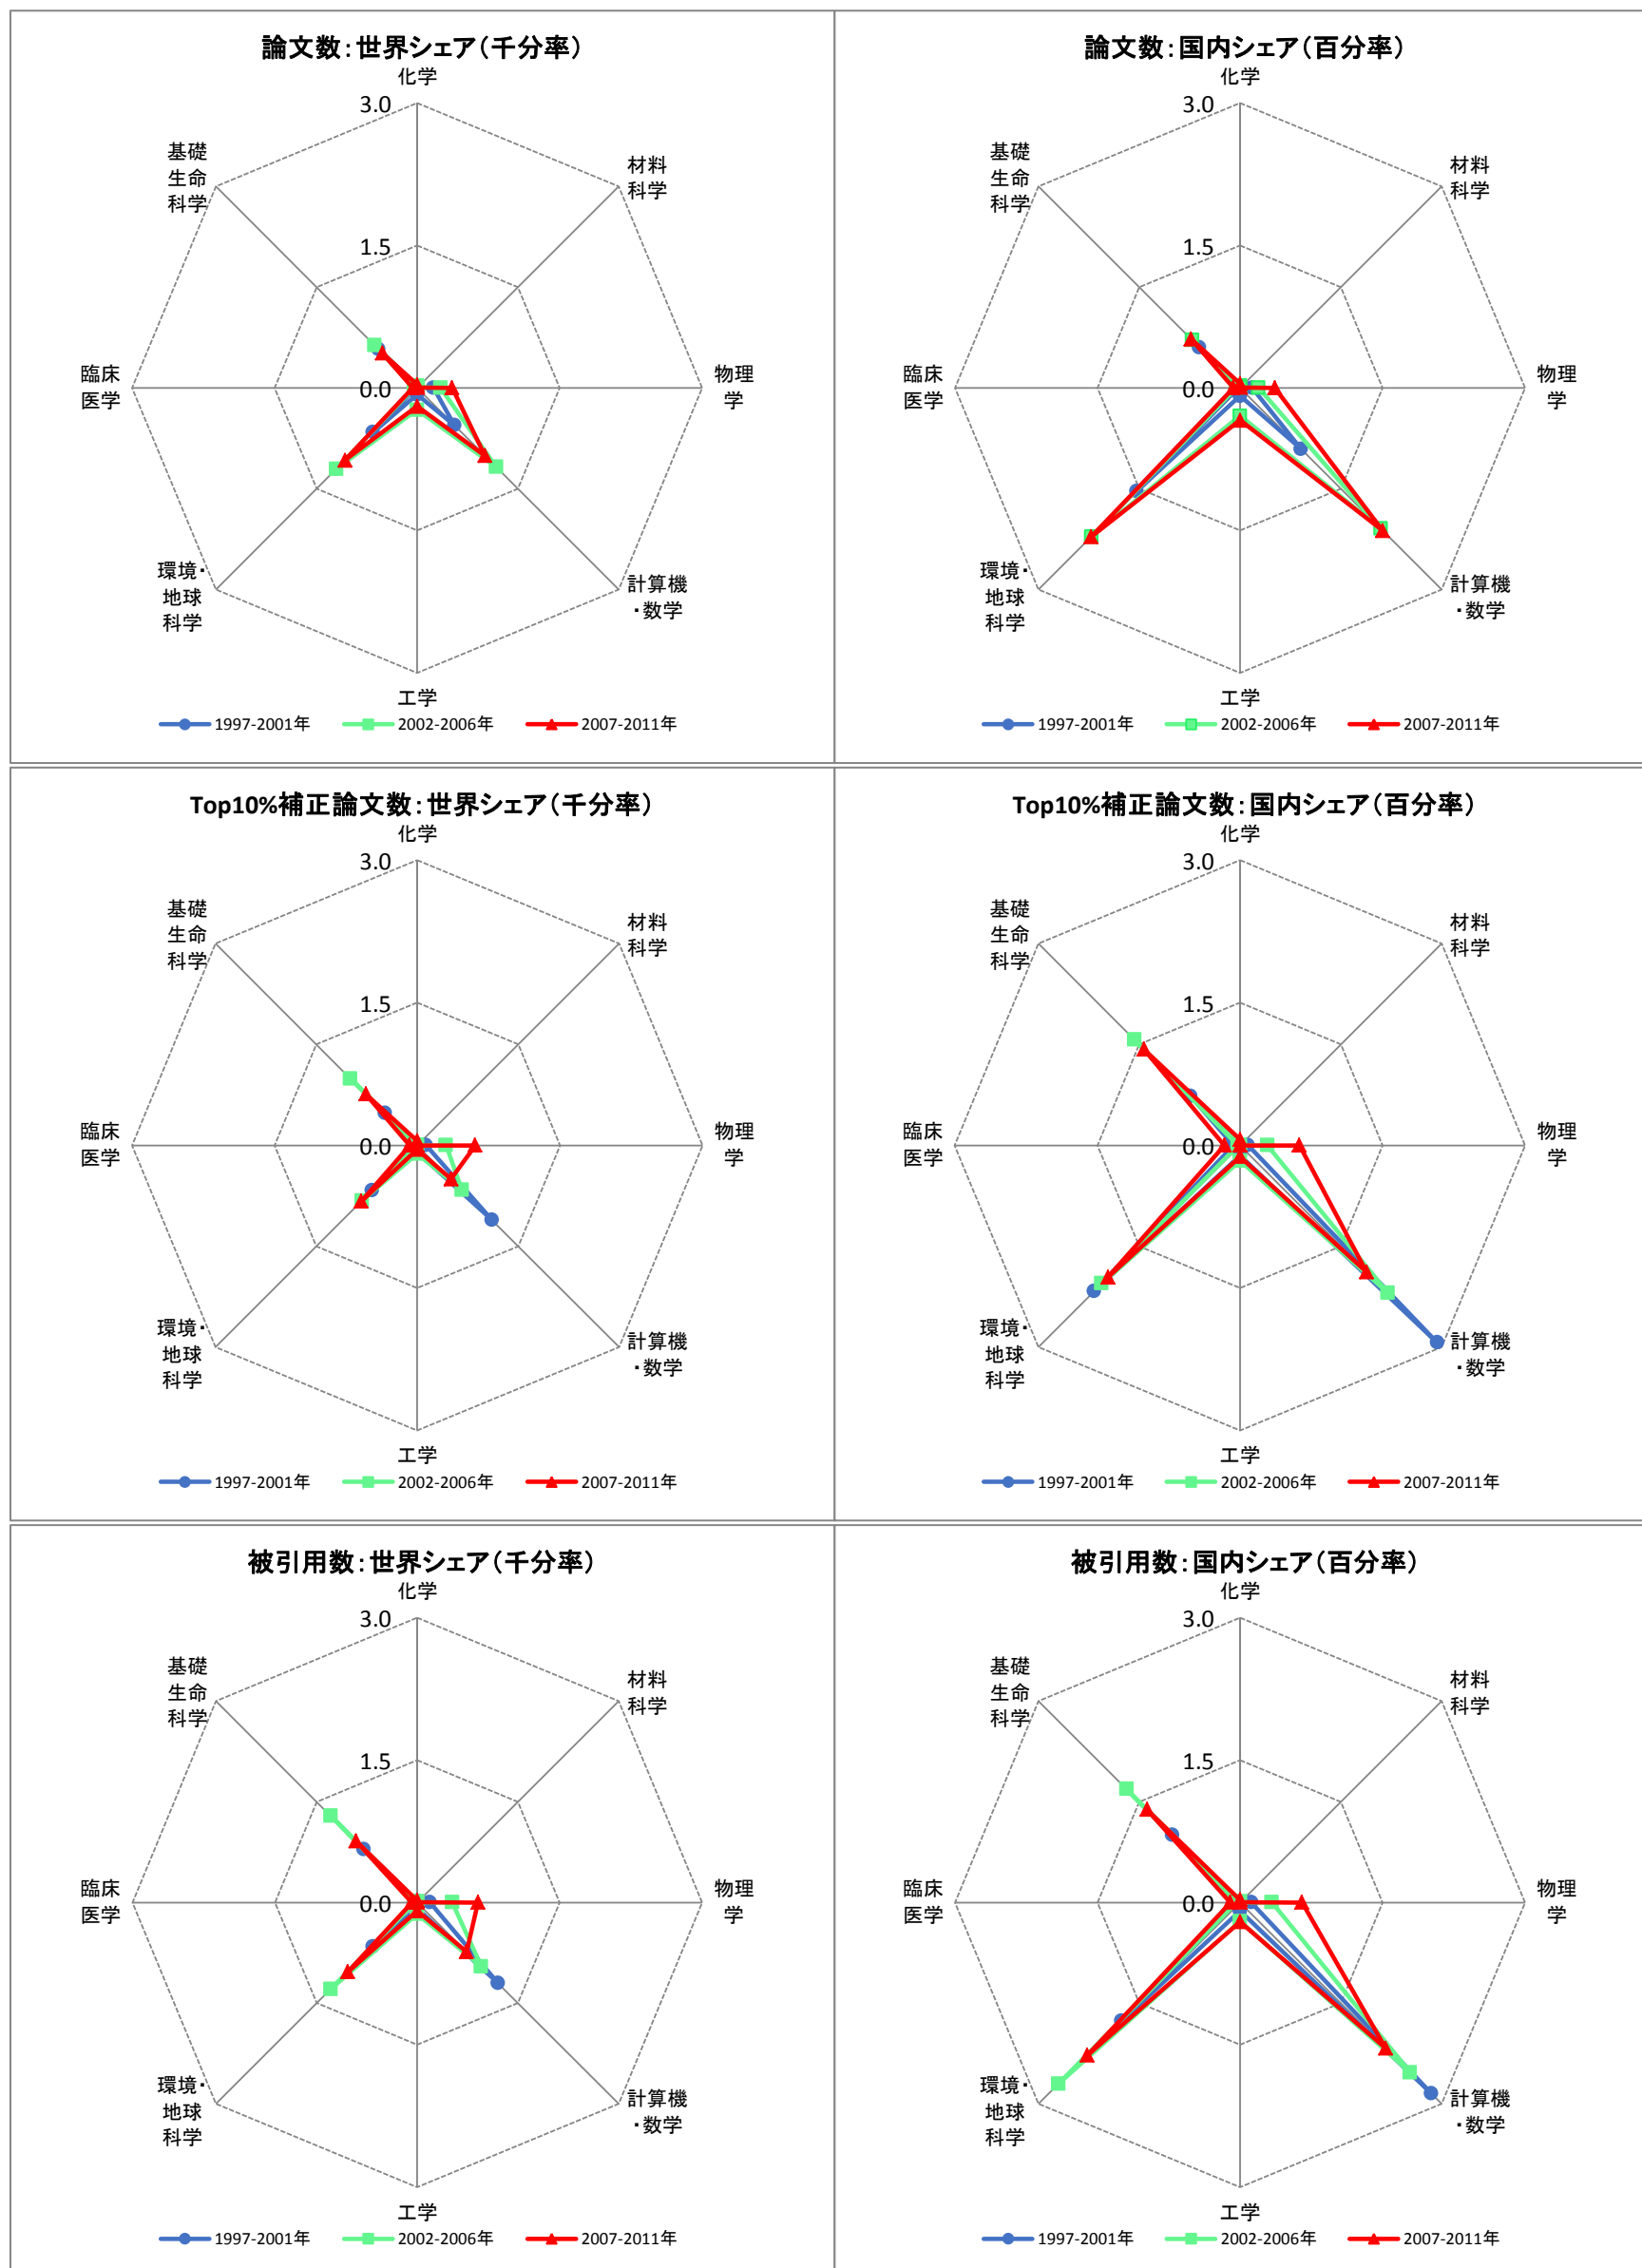 論文数：世界シェア（千分率）
化学
3.0
基礎
生命
科学
材料
科学
1.5
臨床
医学
0.0
物理
学
環境・
地球
科学
計算機
・数学
工学
1997-2001年 2002-2006年 2007-2011年
論文数：国内シェア（百分率）
化学
3.0
基礎
生命
科学
材料
科学
1.5
臨床
医学
0.0
物理
学
環境・
地球
科学
計算機
・数学
工学
1997-2001年 2002-2006年 2007-2011年
Top10%補正論文数：世界シェア（千分率）
化学
3.0
基礎
生命
科学
材料
科学
1.5
臨床
医学
0.0
物理
学
環境・
地球
科学
計算機
・数学
工学
1997-2001年 2002-2006年 2007-2011年
Top10%補正論文数：国内シェア（百分率）
化学
3.0
基礎
生命
科学
材料
科学
1.5
臨床
医学
0.0
物理
学
環境・
地球
科学
計算機
・数学
工学
1997-2001年 2002-2006年 2007-2011年
被引用数：世界シェア（千分率）
化学
3.0
基礎
生命
科学
材料
科学
1.5
臨床
医学
0.0
物理
学
環境・
地球
科学
計算機
・数学
工学
1997-2001年 2002-2006年 2007-2011年
被引用数：国内シェア（百分率）
化学
3.0
基礎
生命
科学
材料
科学
1.5
臨床
医学
0.0
物理
学
環境・
地球
科学
計算機
・数学
工学
1997-2001年 2002-2006年 2007-2011年